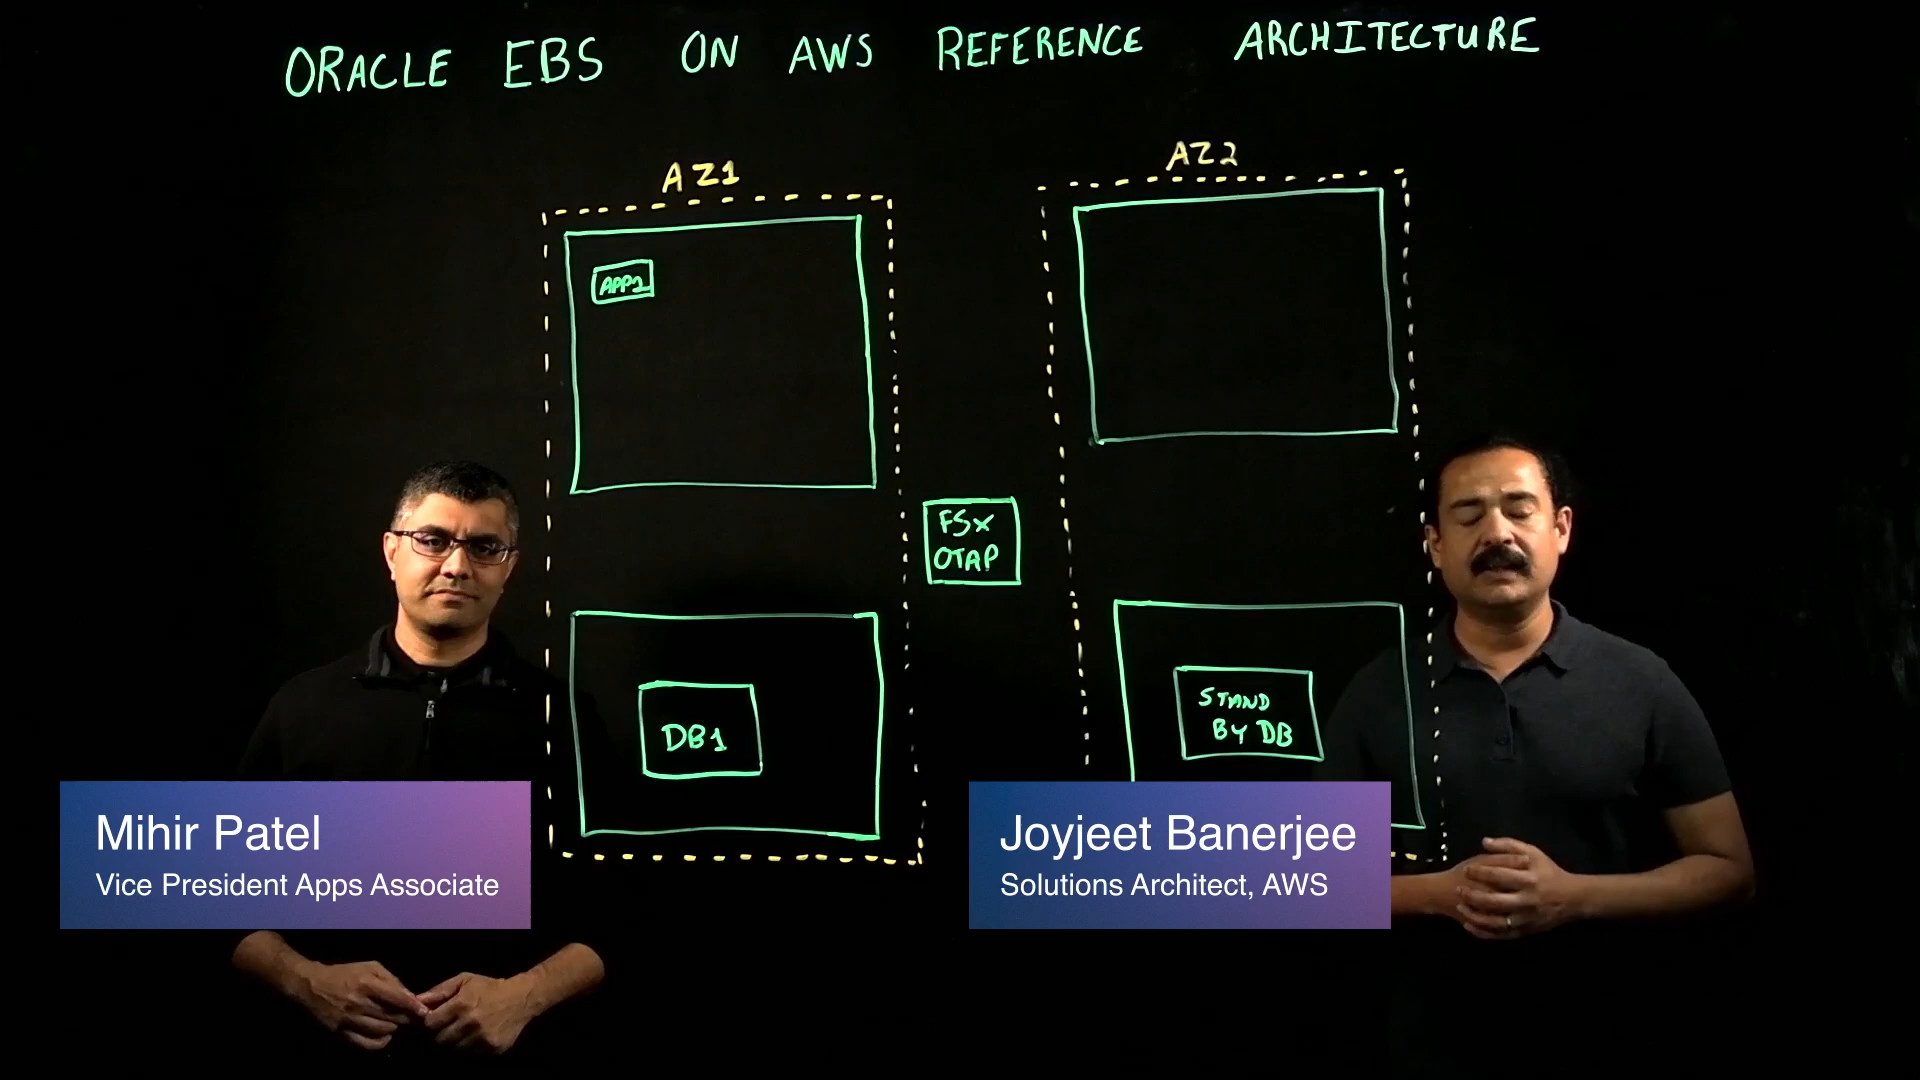 ORACLE EBS ON AWS REFERENCE ARCHITECTURE
AZ1
AZ2
APP1
FSx
OTAP
DB1
STAND
BY DB
Mihir Patel
Vice President Apps Associate
Joyjeet Banerjee
Solutions Architect, AWS